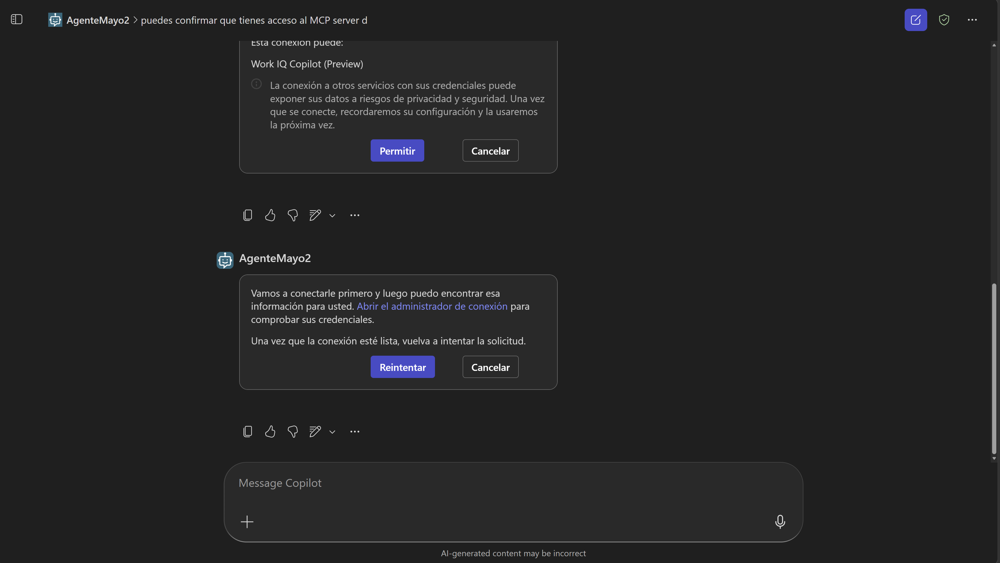 AgenteMayo2 > puedes confirmar que tienes acceso al MCP server d
Esta conexión puede:
Work IQ Copilot (Preview)
La conexión a otros servicios con sus credenciales puede
exponer sus datos a riesgos de privacidad y seguridad. Una vez
que se conecte, recordaremos su configuración y la usaremos
la próxima vez.
Permitir
Cancelar
AgenteMayo2
Vamos a conectarle primero y luego puedo encontrar esa
información para usted. Abrir el administrador de conexión para
comprobar sus credenciales.
Una vez que la conexión esté lista, vuelva a intentar la solicitud.
Reintentar
Cancelar
Message Copilot
AI-generated content may be incorrect